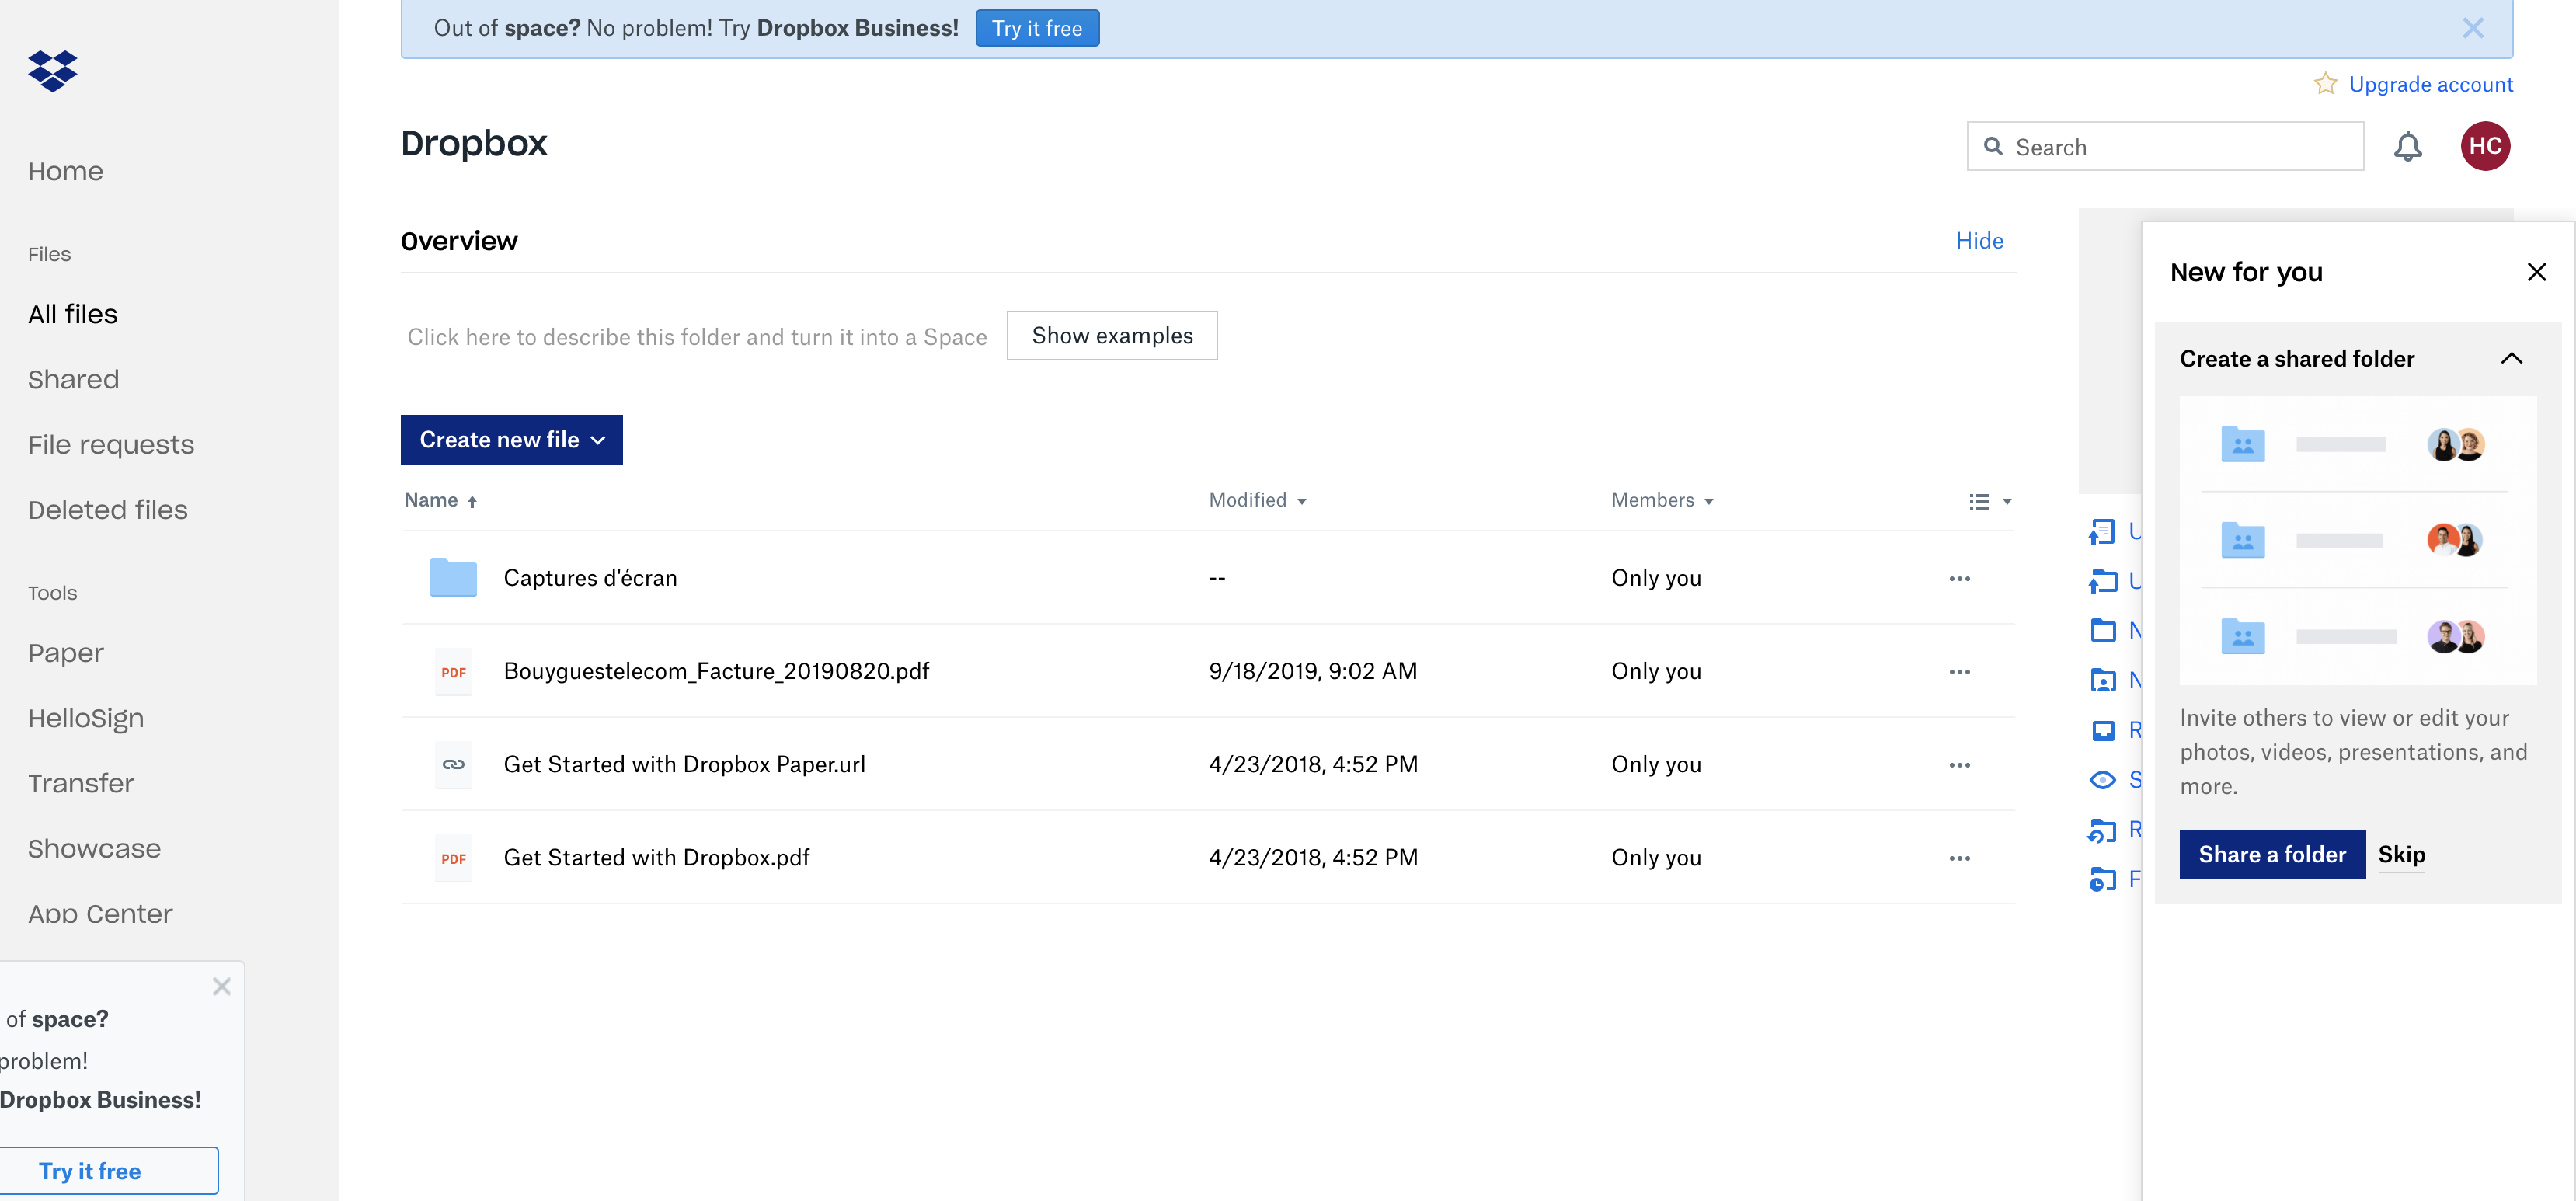 Out of space? No problem! Try Dropbox Business! Try it free
Upgrade account
Dropbox
Search
HC
Home
Files
All files
Shared
File requests
Deleted files
Tools
Paper
HelloSign
Transfer
Showcase
App Center
of space?
problem!
Dropbox Business!
Try it free
Overview
Hide
Click here to describe this folder and turn it into a Space
Show examples
Create new file
Name Modified Members
Captures d'écran -- Only you
PDF Bouyguestelecom_Facture_20190820.pdf 9/18/2019, 9:02 AM Only you
Get Started with Dropbox Paper.url 4/23/2018, 4:52 PM Only you
PDF Get Started with Dropbox.pdf 4/23/2018, 4:52 PM Only you
New for you
Create a shared folder
Invite others to view or edit your
photos, videos, presentations, and
more.
Share a folder Skip